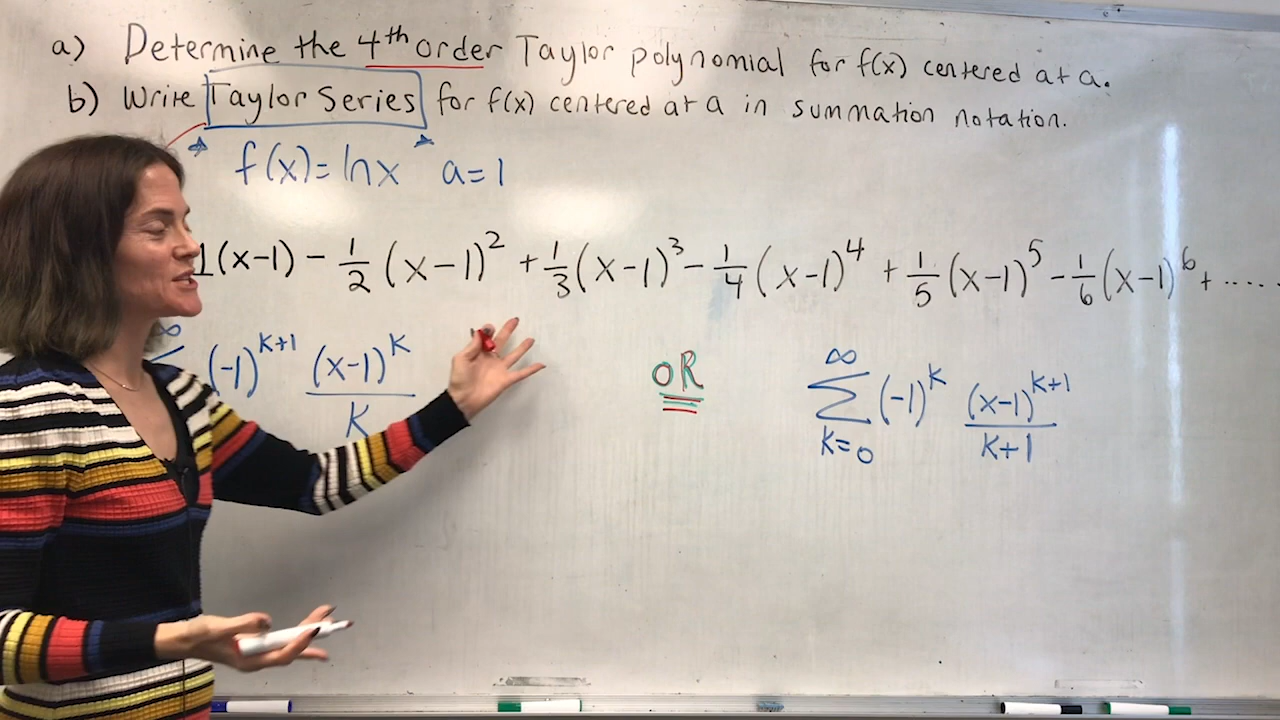 a) Determine the 4th order Taylor polynomial for f(x) centered at a.
b) Write Taylor Series for f(x) centered at a in summation notation.
f(x)=lnx a=1
1(x-1) - 1/2 (x-1)^2 + 1/3 (x-1)^3 - 1/4 (x-1)^4 + 1/5 (x-1)^5 - 1/6 (x-1)^6 + .....
∞ Σ (-1)^{k+1} (x-1)^k / k OR ∞ Σ k=0 (-1)^k (x-1)^{k+1} / k+1